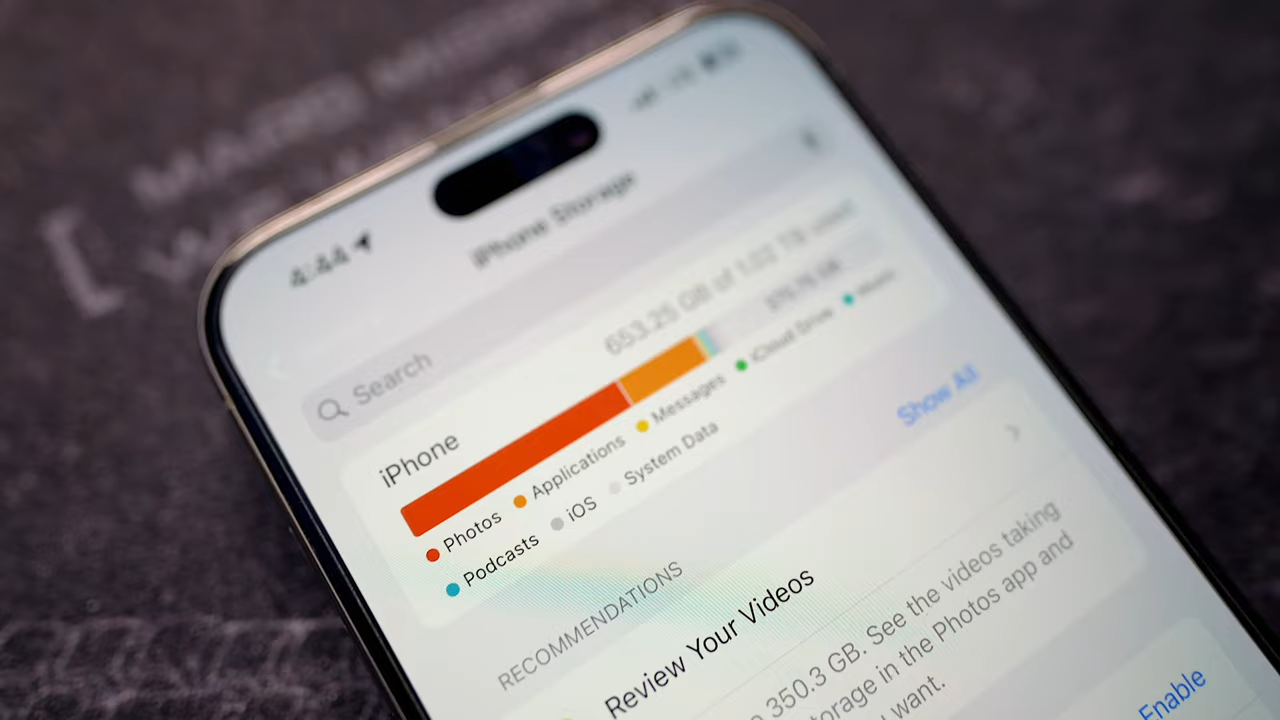 4:44
iPhone Storage
Search
iPhone
653.25 GB of 1.02 TB used
Photos Applications Messages iCloud Drive
Podcasts iOS System Data
RECOMMENDATIONS
Show All
Review Your Videos
350.3 GB. See the videos taking
storage in the Photos app and
want.
Enable